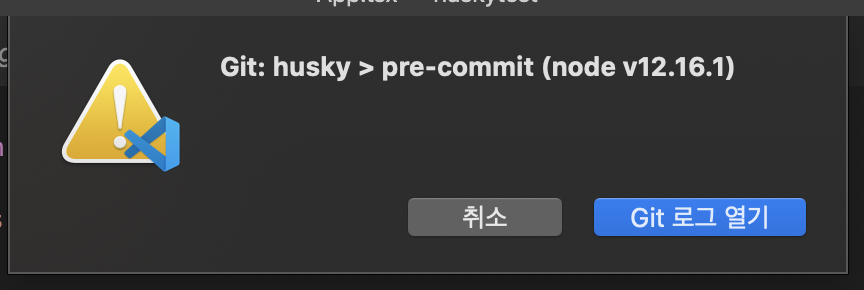 Git: husky > pre-commit (node v12.16.1)
취소
Git 로그 열기